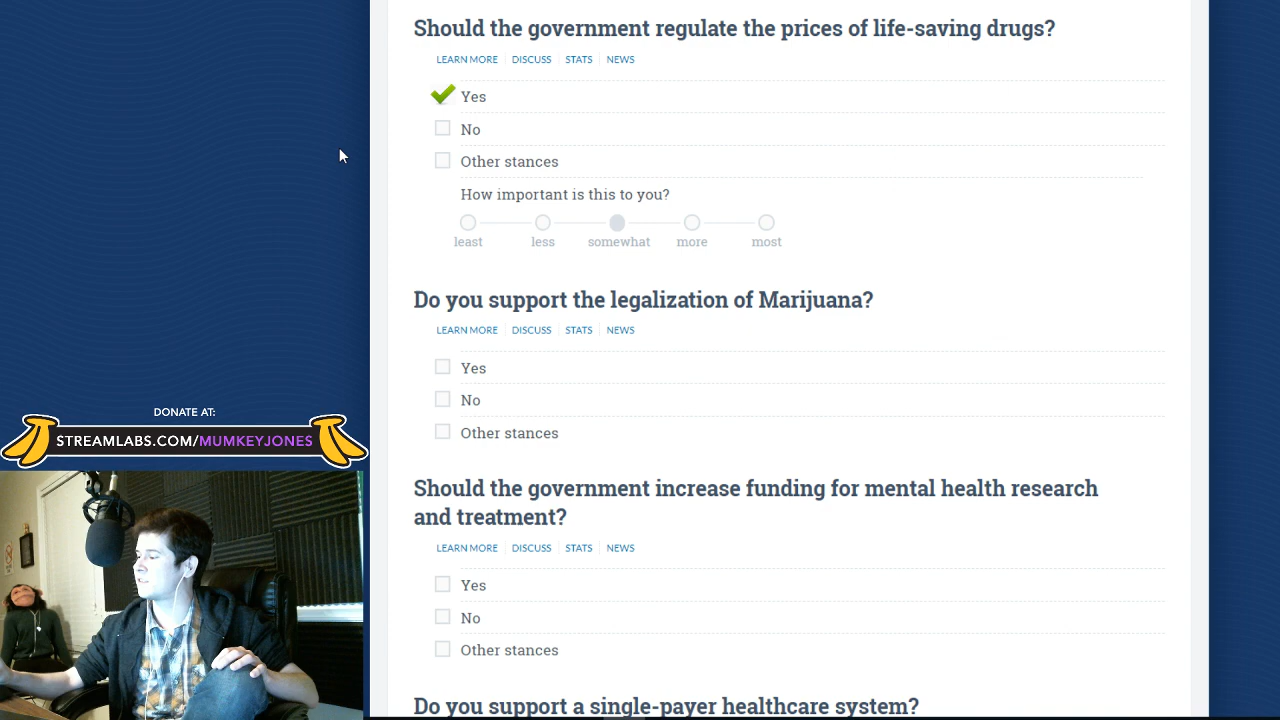 Should the government regulate the prices of life-saving drugs?
LEARN MORE DISCUSS STATS NEWS
Yes
No
Other stances
How important is this to you?
least less somewhat more most
Do you support the legalization of Marijuana?
LEARN MORE DISCUSS STATS NEWS
Yes
No
Other stances
Should the government increase funding for mental health research
and treatment?
LEARN MORE DISCUSS STATS NEWS
Yes
No
Other stances
Do you support a single-payer healthcare system?
DONATE AT:
STREAMLABS.COM/MUMKEYJONES